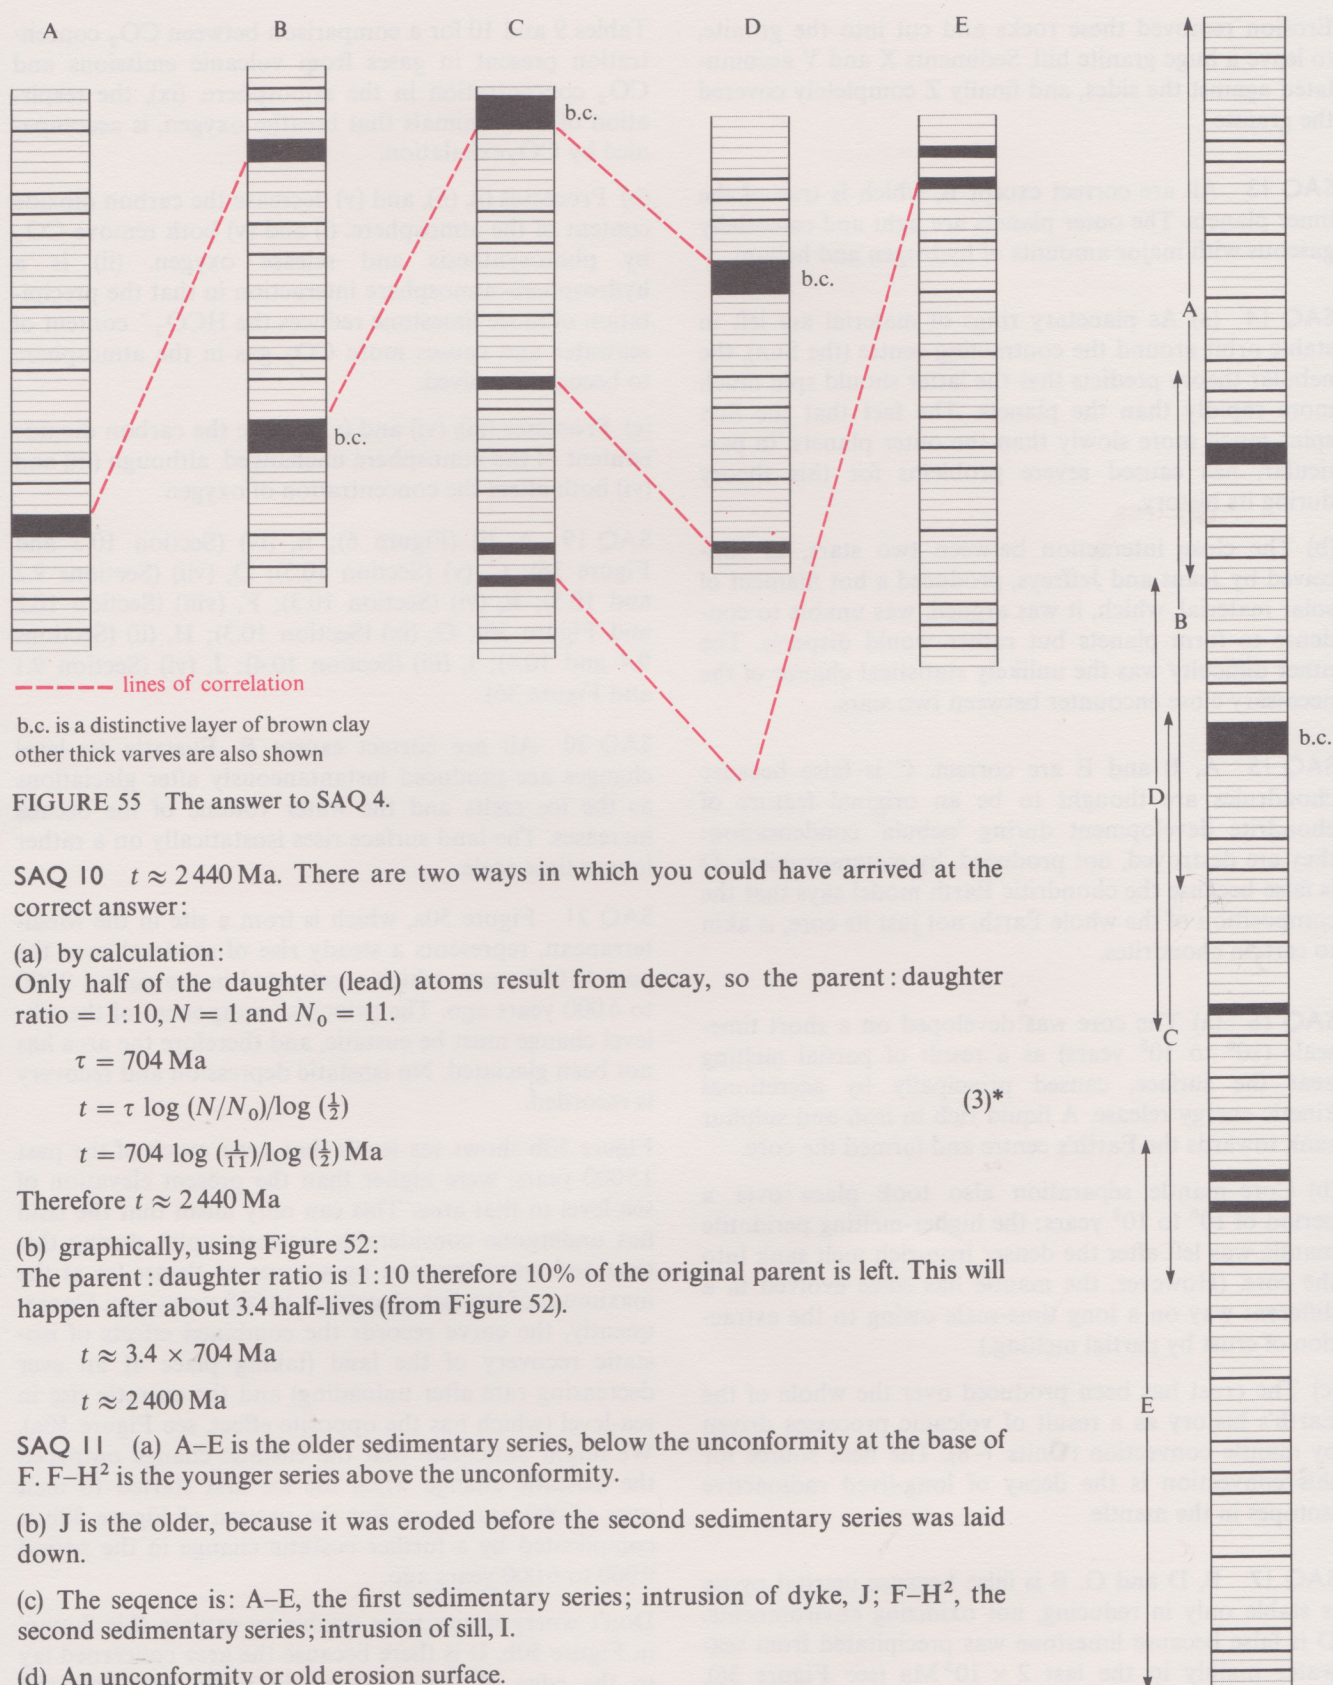 A B C D E
b.c.
b.c.
b.c.
A
B
b.c.
D
C
E
lines of correlation
b.c. is a distinctive layer of brown clay
other thick varves are also shown
FIGURE 55 The answer to SAQ 4.
SAQ 10 t ≈ 2 440 Ma. There are two ways in which you could have arrived at the
correct answer:
(a) by calculation:
Only half of the daughter (lead) atoms result from decay, so the parent : daughter
ratio = 1 : 10, N = 1 and N₀ = 11.
τ = 704 Ma
t = τ log (N/N₀)/log (½) (3)*
t = 704 log (1/11)/log (½) Ma
Therefore t ≈ 2 440 Ma
(b) graphically, using Figure 52:
The parent : daughter ratio is 1 : 10 therefore 10% of the original parent is left. This will
happen after about 3.4 half-lives (from Figure 52).
t ≈ 3.4 × 704 Ma
t ≈ 2 400 Ma
SAQ 11 (a) A–E is the older sedimentary series, below the unconformity at the base of
F. F–H² is the younger series above the unconformity.
(b) J is the older, because it was eroded before the second sedimentary series was laid
down.
(c) The seqence is: A–E, the first sedimentary series; intrusion of dyke, J; F–H², the
second sedimentary series; intrusion of sill, I.
(d) An unconformity or old erosion surface.